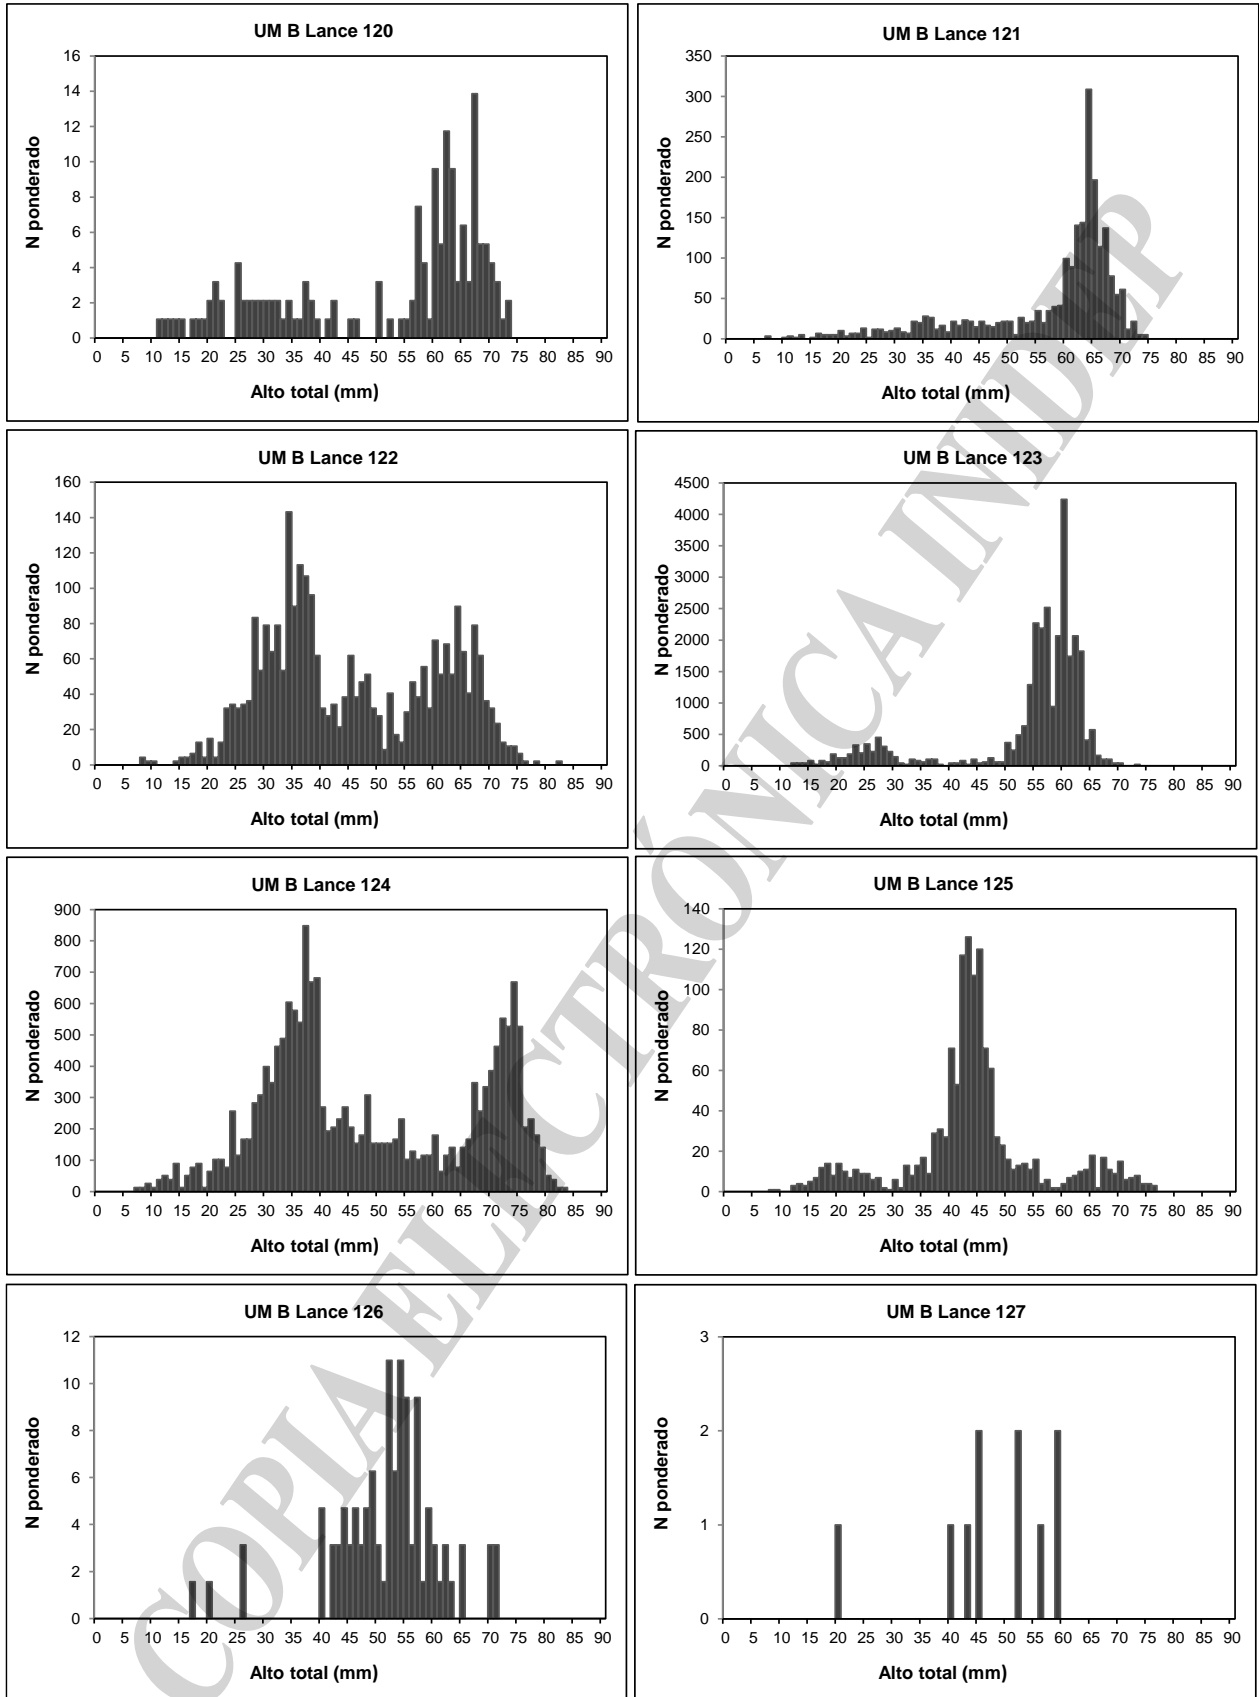 UM B Lance 120
16
14
12
10
8
6
4
2
0
N ponderado
0 5 10 15 20 25 30 35 40 45 50 55 60 65 70 75 80 85 90
Alto total (mm)
UM B Lance 121
350
300
250
200
150
100
50
0
N ponderado
0 5 10 15 20 25 30 35 40 45 50 55 60 65 70 75 80 85 90
Alto total (mm)
UM B Lance 122
160
140
120
100
80
60
40
20
0
N ponderado
0 5 10 15 20 25 30 35 40 45 50 55 60 65 70 75 80 85 90
Alto total (mm)
UM B Lance 123
4500
4000
3500
3000
2500
2000
1500
1000
500
0
N ponderado
0 5 10 15 20 25 30 35 40 45 50 55 60 65 70 75 80 85 90
Alto total (mm)
UM B Lance 124
900
800
700
600
500
400
300
200
100
0
N ponderado
0 5 10 15 20 25 30 35 40 45 50 55 60 65 70 75 80 85 90
Alto total (mm)
UM B Lance 125
140
120
100
80
60
40
20
0
N ponderado
0 5 10 15 20 25 30 35 40 45 50 55 60 65 70 75 80 85 90
Alto total (mm)
UM B Lance 126
12
10
8
6
4
2
0
N ponderado
0 5 10 15 20 25 30 35 40 45 50 55 60 65 70 75 80 85 90
Alto total (mm)
UM B Lance 127
3
2
1
0
N ponderado
0 5 10 15 20 25 30 35 40 45 50 55 60 65 70 75 80 85 90
Alto total (mm)
COPIA ELECTRÓNICA INIDEP